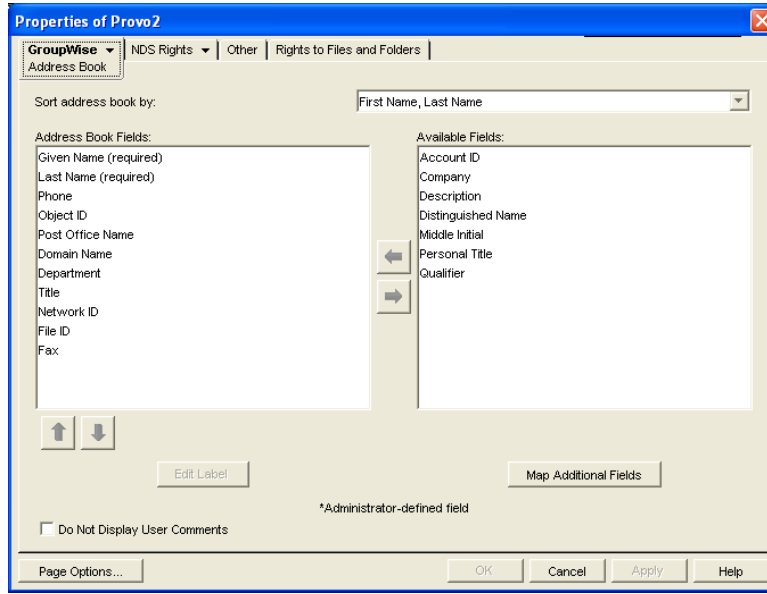 Properties of Provo2
GroupWise NDS Rights Other Rights to Files and Folders
Address Book
Sort address book by: First Name, Last Name
Address Book Fields: Available Fields:
Given Name (required) Account ID
Last Name (required) Company
Phone Description
Object ID Distinguished Name
Post Office Name Middle Initial
Domain Name Personal Title
Department Qualifier
Title
Network ID
File ID
Fax
Edit Label Map Additional Fields
*Administrator-defined field
Do Not Display User Comments
Page Options... OK Cancel Apply Help